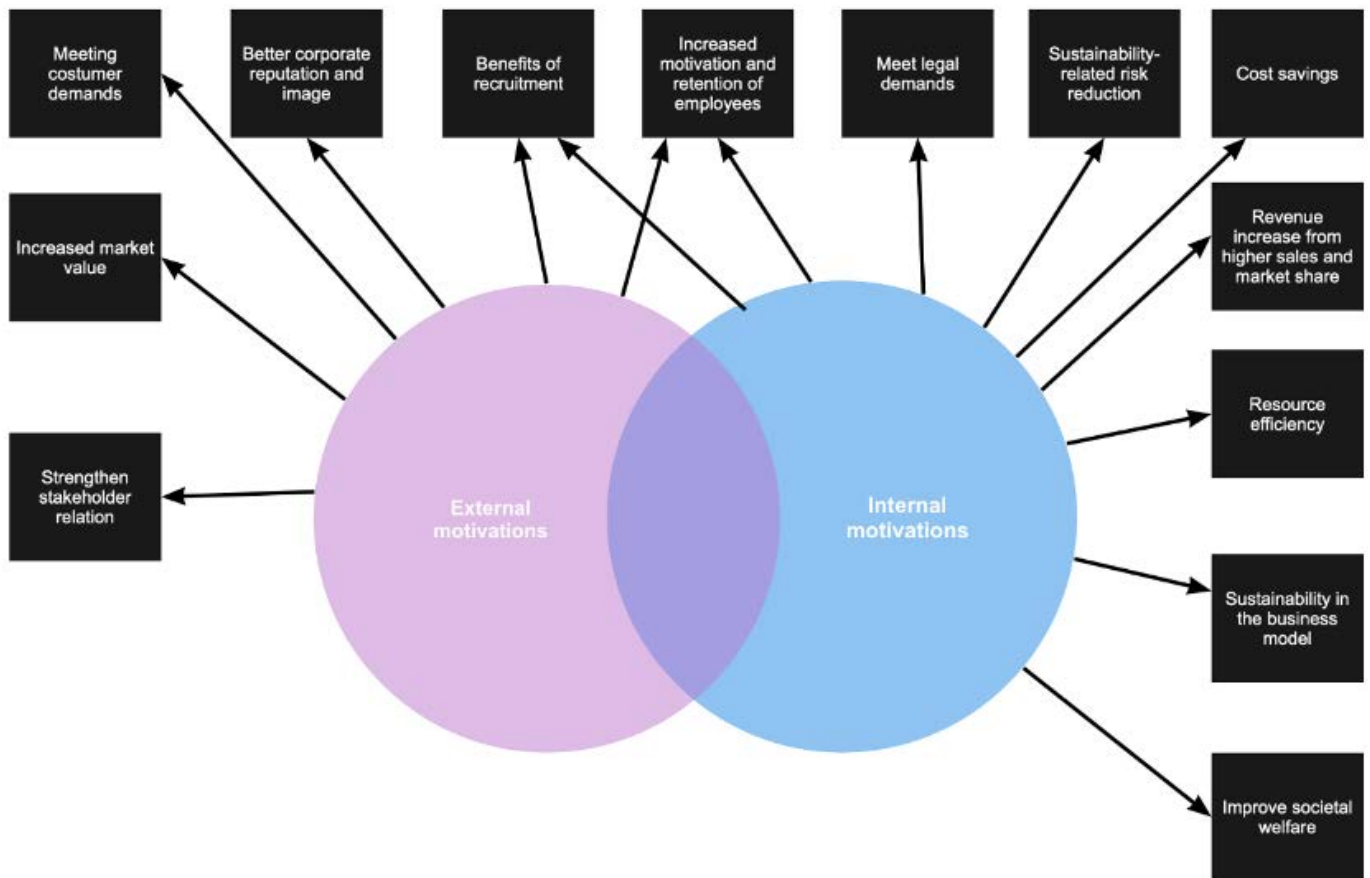 Meeting
costumer
demands
Better corporate
reputation and
image
Benefits of
recruitment
Increased
motivation and
retention of
employees
Meet legal
demands
Sustainability-
related risk
reduction
Cost savings
Increased market
value
Revenue
increase from
higher sales and
market share
Resource
efficiency
Strengthen
stakeholder
relation
External
motivations
Internal
motivations
Sustainability in
the business
model
Improve societal
welfare